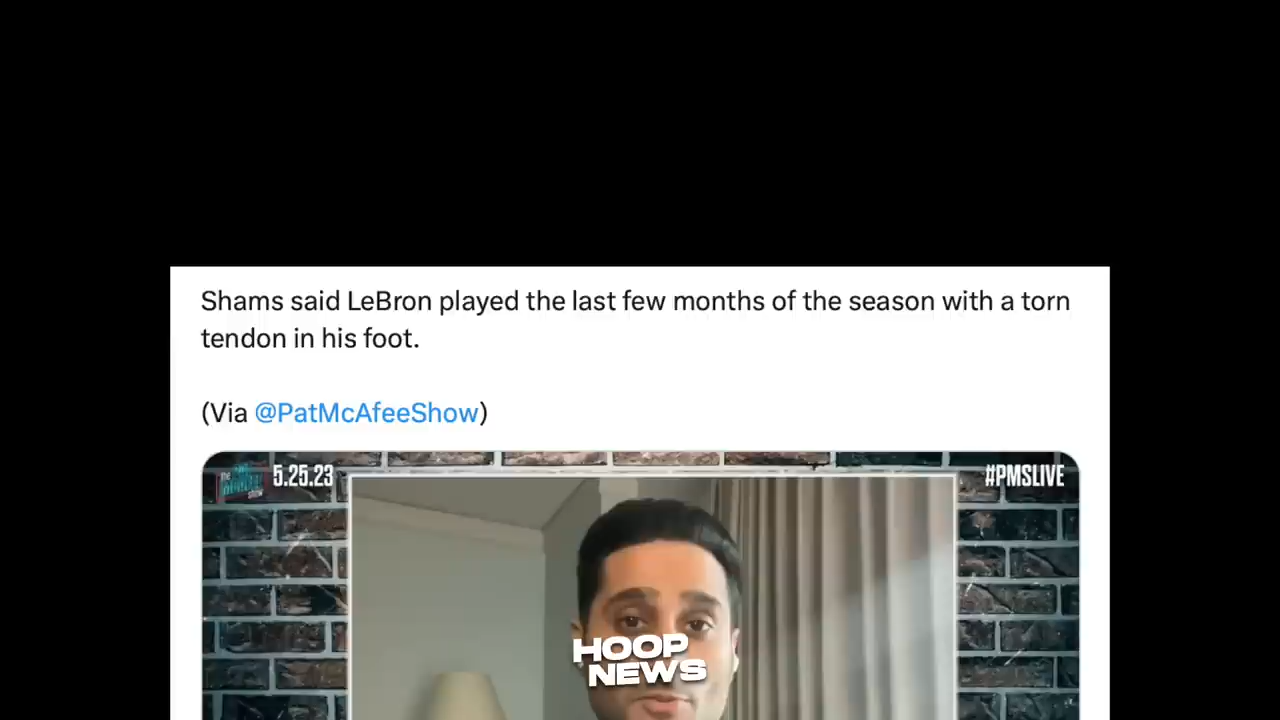 Shams said LeBron played the last few months of the season with a torn
tendon in his foot.
(Via @PatMcAfeeShow)
5.25.23
#PMSLIVE
HOOP
NEWS